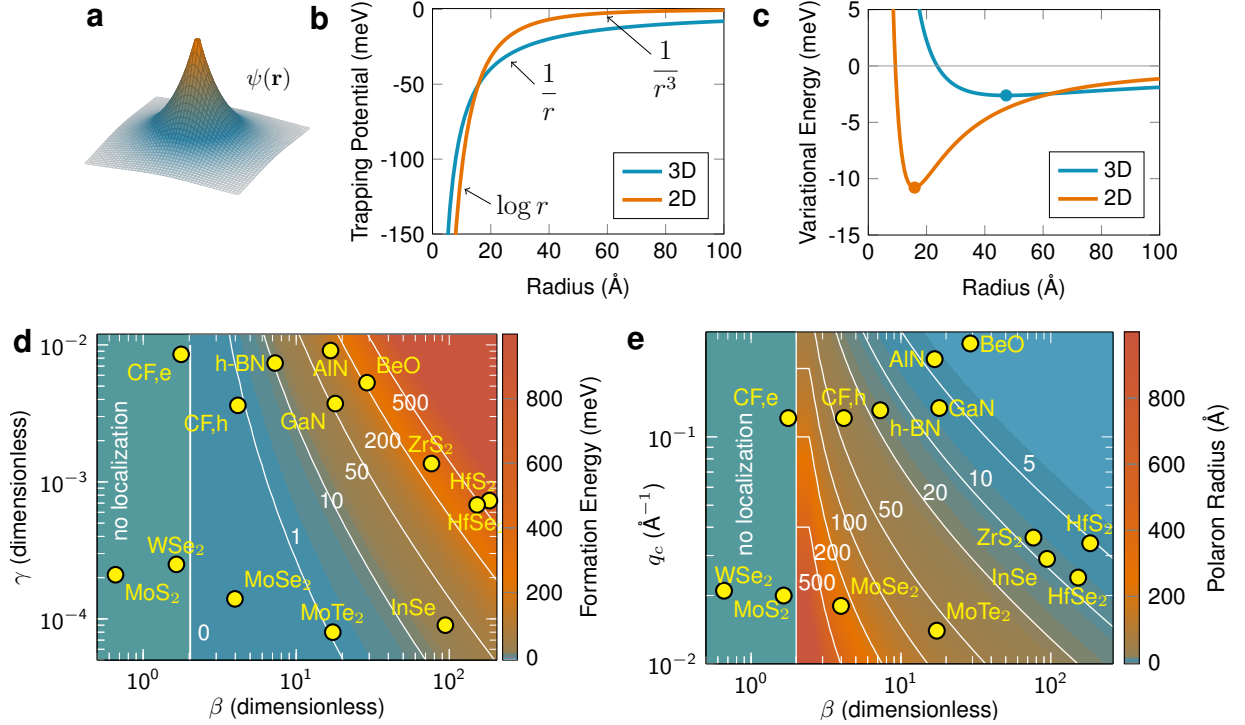 a
ψ(r)
b
Trapping Potential (meV)
0
-50
-100
-150
0 20 40 60 80 100
Radius (Å)
1/r
1/r³
log r
3D
2D
c
Variational Energy (meV)
5
0
-5
-10
-15
0 20 40 60 80 100
Radius (Å)
3D
2D
d
γ (dimensionless)
10⁻²
10⁻³
10⁻⁴
10⁰ 10¹ 10²
β (dimensionless)
no localization
CF,e
h-BN
AlN
BeO
CF,h
GaN
500
200
ZrS₂
50
HfS₂
10
HfSe
WSe₂
1
MoS₂
MoSe₂
MoTe₂
InSe
0
Formation Energy (meV)
800
600
400
200
0
e
q𝑐 (Å⁻¹)
10⁻¹
10⁻²
10⁰ 10¹ 10²
β (dimensionless)
no localization
BeO
AlN
CF,e
CF,h
GaN
h-BN
5
10
20
50
100
200
500
ZrS₂
HfS₂
InSe
HfSe₂
WSe₂
MoS₂
MoSe₂
MoTe₂
Polaron Radius (Å)
800
600
400
200
0